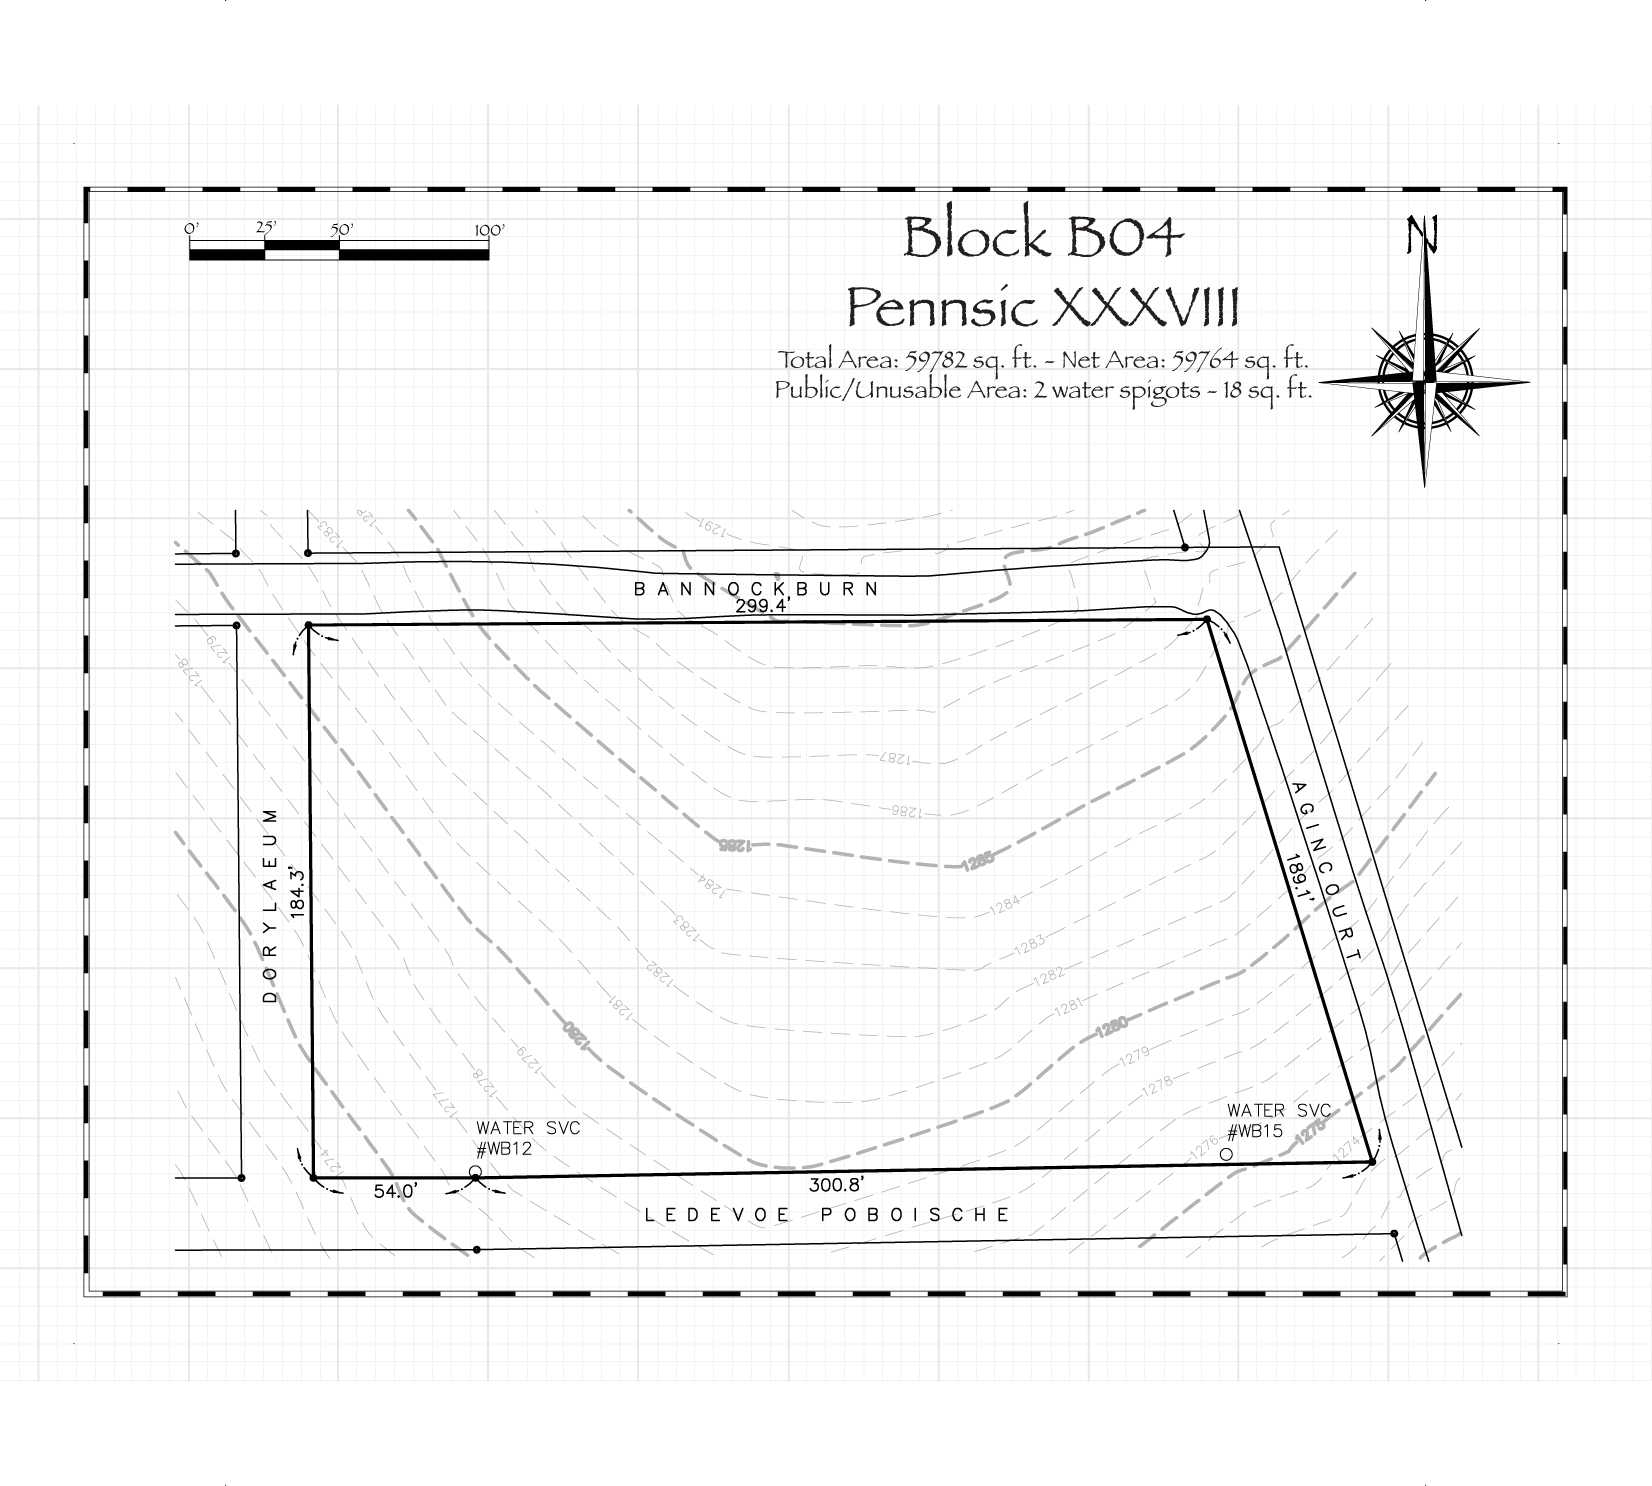 0' 25' 50' 100'
Block B04
Pennsic XXXVIII
Total Area: 59782 sq. ft. - Net Area: 59764 sq. ft.
Public/Unusable Area: 2 water spigots - 18 sq. ft.
N
1283
1291
BANNOCKBURN
299.4'
1279
1278
1287
1286
1285
1285
1284
1284
1283
1283
1282
1282
1281
1281
1280
1280
1279
1279
1278
1278
1277
1276
1275
1274
1274
DORYLAEUM
184.3'
AGINCOURT
189.1'
WATER SVC
#WB12
WATER SVC
#WB15
54.0'
300.8'
LEDEVOE POBOISCHE